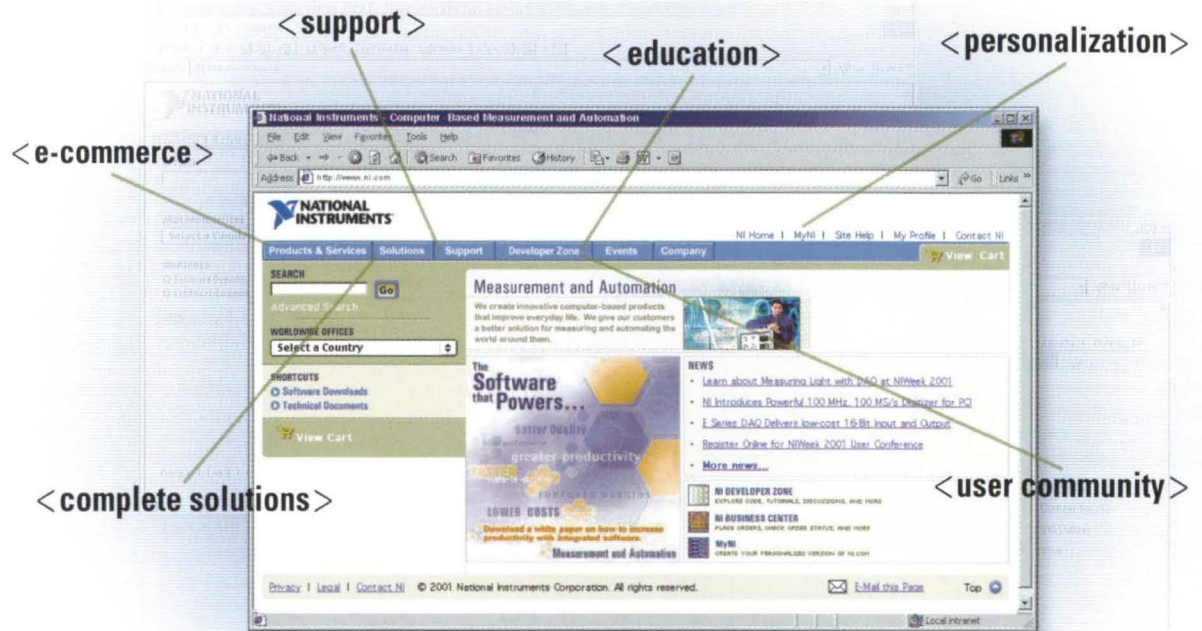 <support>
<education>
<personalization>
<e-commerce>
National Instruments - Computer-Based Measurement and Automation
File Edit View Favorites Tools Help
Back Search Favorites History
Address http://www.ni.com Go Links »
NATIONAL INSTRUMENTS™
NI Home | MyNI | Site Help | My Profile | Contact NI
Products & Services Solutions Support Developer Zone Events Company View Cart
SEARCH
Go
Advanced Search
WORLDWIDE OFFICES
Select a Country
SHORTCUTS
Software Downloads
Technical Documents
View Cart
Measurement and Automation
We create innovative computer-based products
that improve everyday life. We give our customers
a better solution for measuring and automating the
world around them.
The
Software
that Powers...
Better Quality
greater productivity
FASTER
INCREASED MARGINS
LOWER COSTS
Download a white paper on how to increase
productivity with integrated software.
Measurement and Automation
NEWS
• Learn about Measuring Light with DAQ at NIWeek 2001
• NI Introduces Powerful 100 MHz, 100 MS/s Digitizer for PCI
• E Series DAQ Delivers low-cost 16-Bit Input and Output
• Register Online for NIWeek 2001 User Conference
• More news...
NI DEVELOPER ZONE
EXPLORE CODE, TUTORIALS, DISCUSSIONS, AND MORE
NI BUSINESS CENTER
PLACE ORDERS, CHECK ORDER STATUS, AND MORE
MyNI
CREATE YOUR PERSONALIZED VERSION OF NI.COM
<complete solutions>
<user community>
Privacy | Legal | Contact NI © 2001 National Instruments Corporation. All rights reserved. E-Mail this Page Top
Local intranet